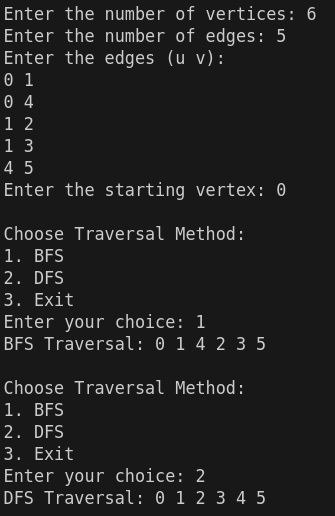 Enter the number of vertices: 6
Enter the number of edges: 5
Enter the edges (u v):
0 1
0 4
1 2
1 3
4 5
Enter the starting vertex: 0

Choose Traversal Method:
1. BFS
2. DFS
3. Exit
Enter your choice: 1
BFS Traversal: 0 1 4 2 3 5

Choose Traversal Method:
1. BFS
2. DFS
3. Exit
Enter your choice: 2
DFS Traversal: 0 1 2 3 4 5